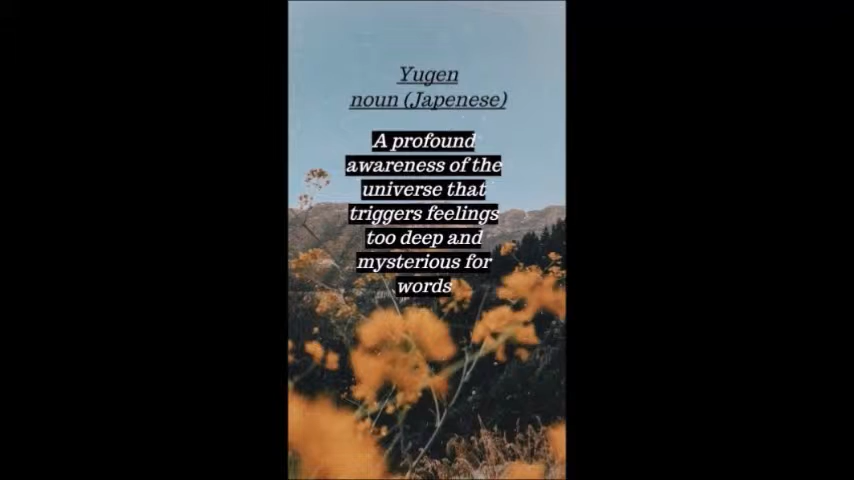 Yugen
noun (Japenese)
A profound
awareness of the
universe that
triggers feelings
too deep and
mysterious for
words